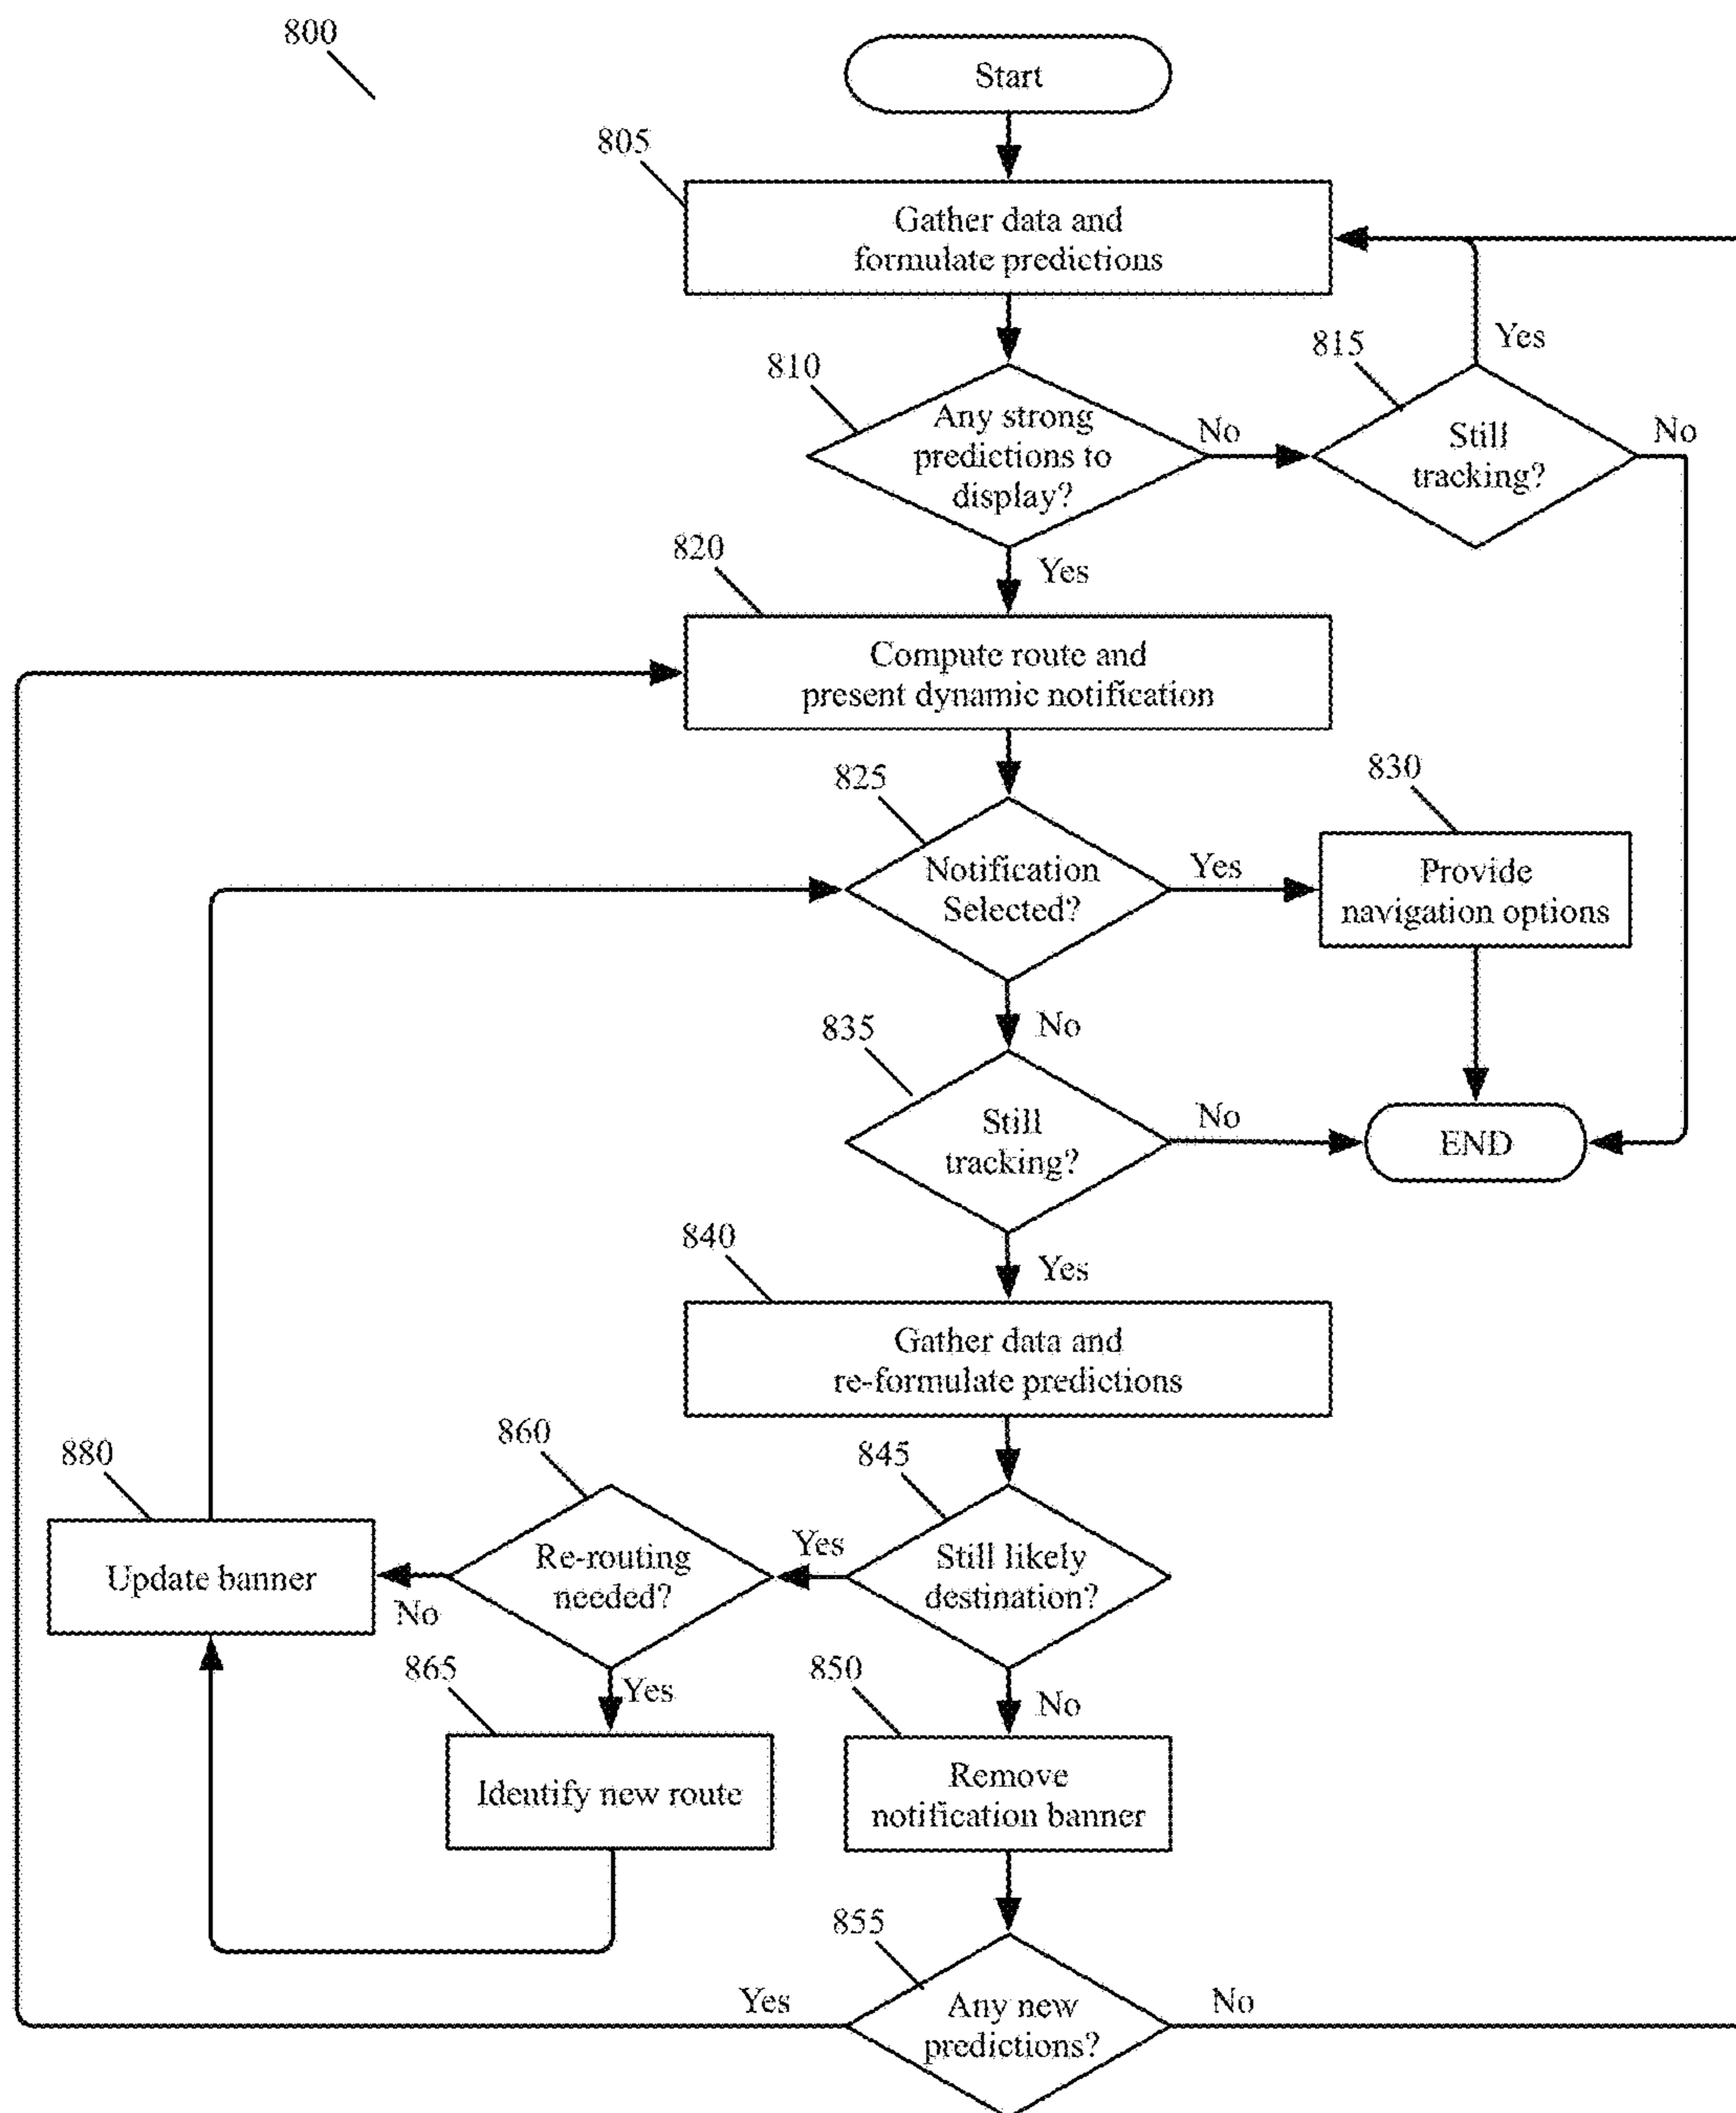 800
Start
805
Gather data and
formulate predictions
810
Any strong
predictions to
display?
No
815
Still
tracking?
Yes
No
Yes
820
Compute route and
present dynamic notification
825
Notification
Selected?
Yes
830
Provide
navigation options
No
835
Still
tracking?
No
END
Yes
840
Gather data and
re-formulate predictions
845
Still likely
destination?
Yes
860
Re-routing
needed?
No
880
Update banner
Yes
865
Identify new route
No
850
Remove
notification banner
855
Any new
predictions?
Yes
No